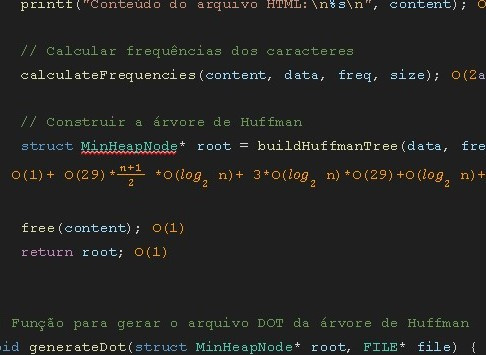 printf("Conteúdo do arquivo HTML:\n%s\n", content);
// Calcular frequências dos caracteres
calculateFrequencies(content, data, freq, size); O(2a
// Construir a árvore de Huffman
struct MinHeapNode* root = buildHuffmanTree(data, fre
O(1)+ O(29)*\frac{n+1}{2} *O(log₂ n)+ 3*O(log₂ n)*O(29)+O(log₂ n)+
free(content); O(1)
return root; O(1)
Função para gerar o arquivo DOT da árvore de Huffman
oid generateDot(struct MinHeapNode* root, FILE* file) {